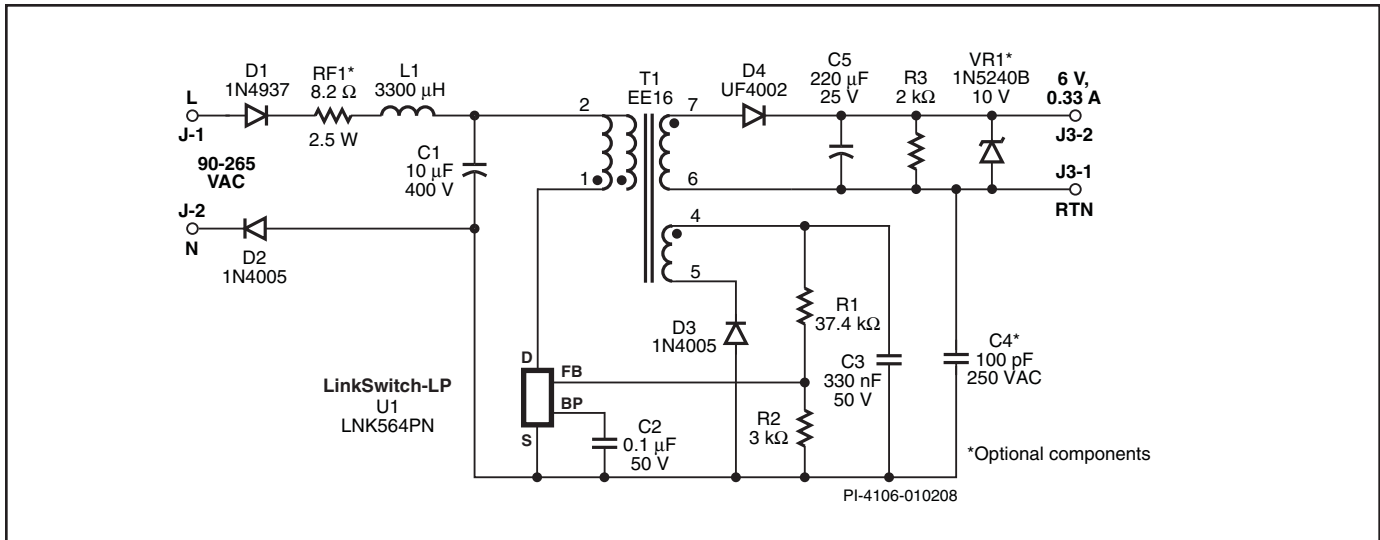 L
J-1
90-265
VAC
J-2
N
D1
1N4937
RF1*
8.2 Ω
2.5 W
L1
3300 μH
C1
10 μF
400 V
D2
1N4005
T1
EE16
2
1
7
6
4
5
D4
UF4002
C5
220 μF
25 V
R3
2 kΩ
VR1*
1N5240B
10 V
6 V,
0.33 A
J3-2
J3-1
RTN
D3
1N4005
R1
37.4 kΩ
C3
330 nF
50 V
R2
3 kΩ
C4*
100 pF
250 VAC
LinkSwitch-LP
U1
LNK564PN
D
FB
BP
S
C2
0.1 μF
50 V
*Optional components
PI-4106-010208